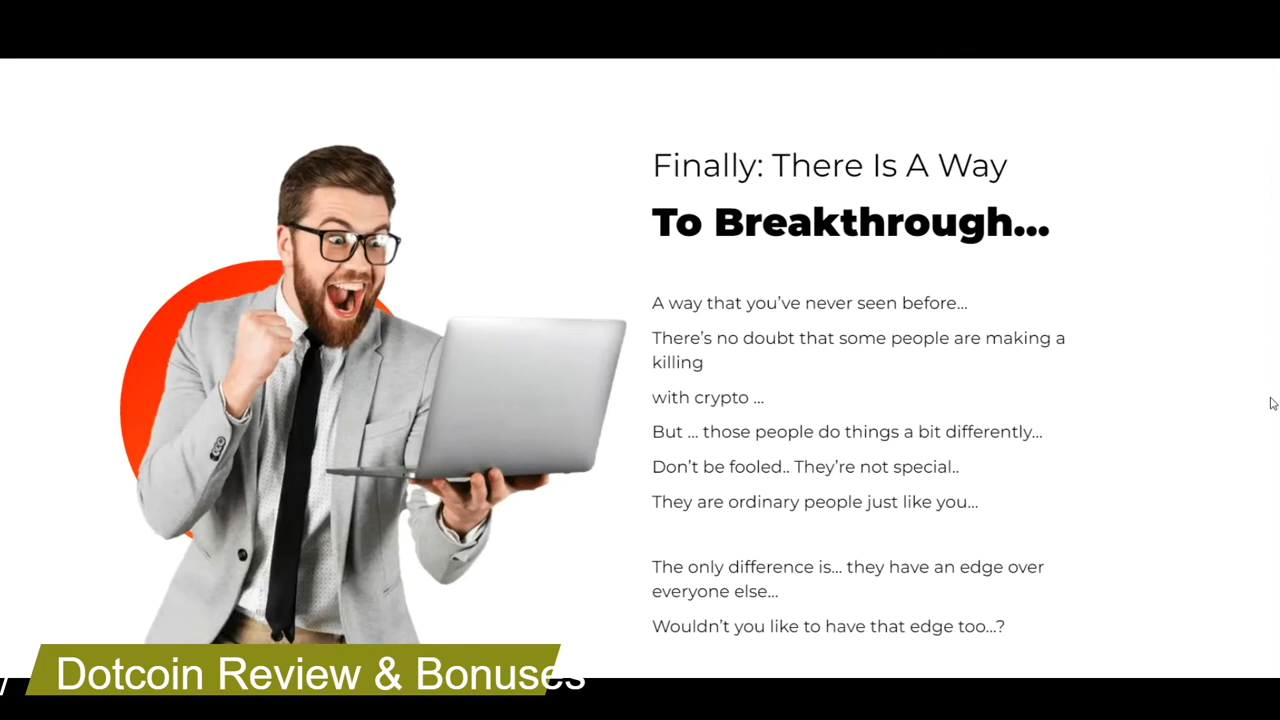 Finally: There Is A Way
To Breakthrough...
A way that you’ve never seen before...
There’s no doubt that some people are making a
killing
with crypto ...
But ... those people do things a bit differently...
Don’t be fooled.. They’re not special..
They are ordinary people just like you...
The only difference is... they have an edge over
everyone else...
Wouldn’t you like to have that edge too...?
Dotcoin Review & Bonuses